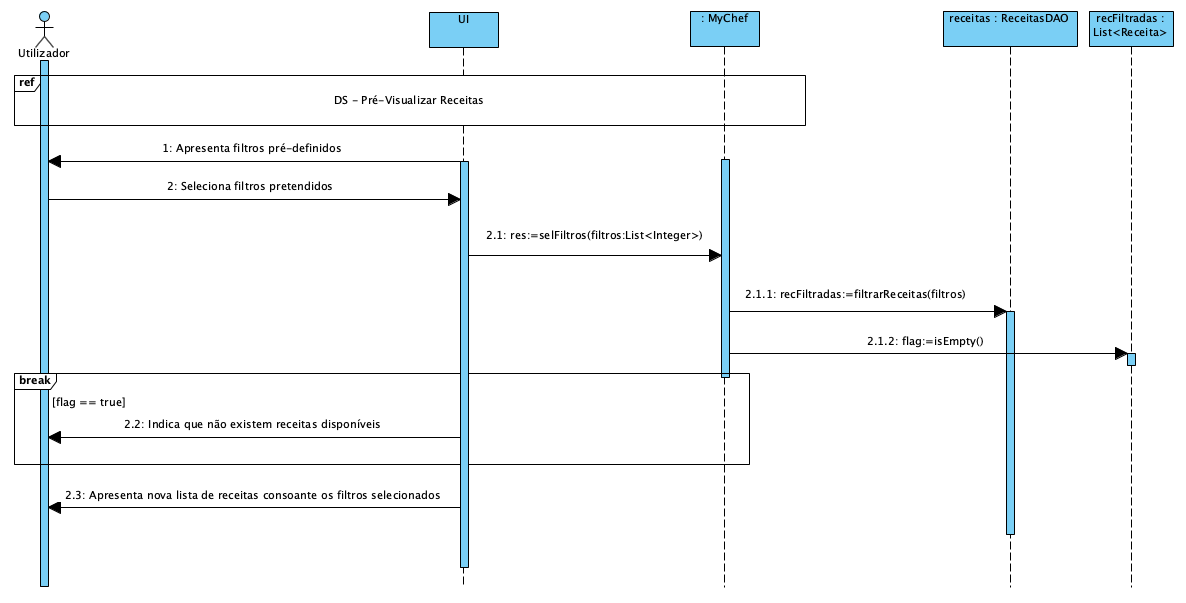 UI
: MyChef
receitas : ReceitasDAO
recFiltradas :
List<Receita>
Utilizador
ref
DS - Pré-Visualizar Receitas
1: Apresenta filtros pré-definidos
2: Seleciona filtros pretendidos
2.1: res:=selFiltros(filtros:List<Integer>)
2.1.1: recFiltradas:=filtrarReceitas(filtros)
2.1.2: flag:=isEmpty()
break
[flag == true]
2.2: Indica que não existem receitas disponíveis
2.3: Apresenta nova lista de receitas consoante os filtros selecionados